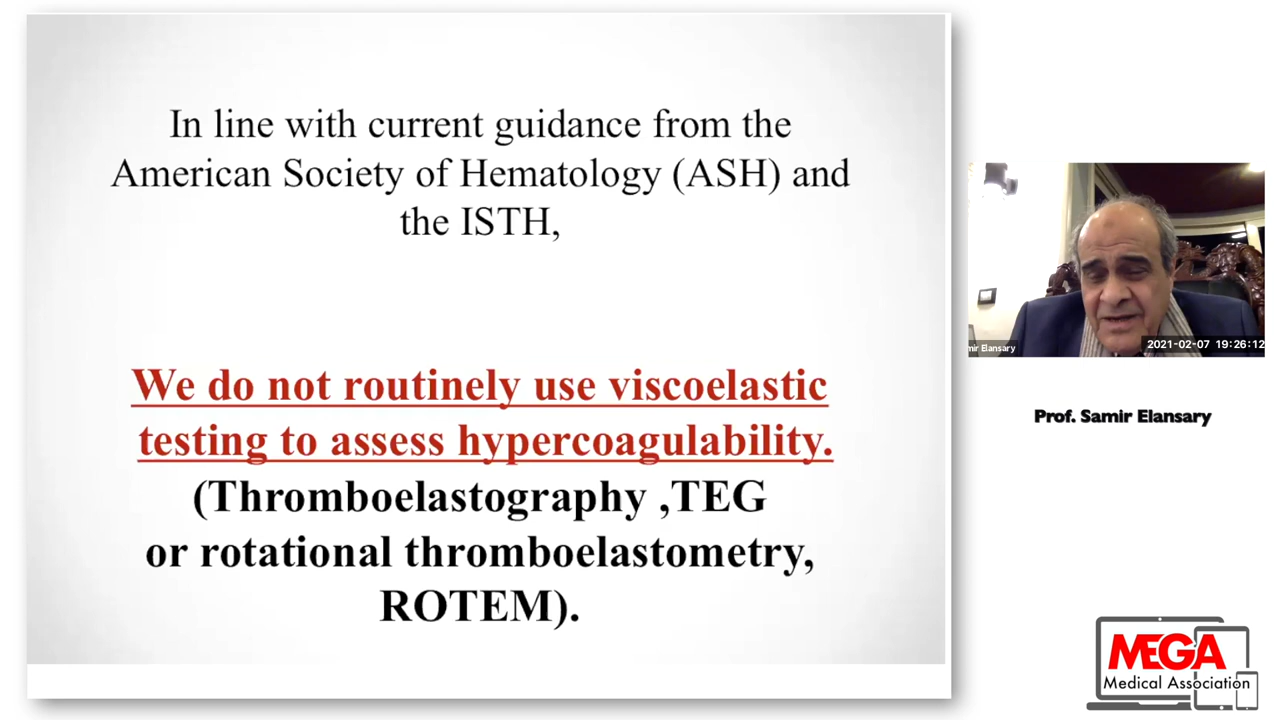 In line with current guidance from the
American Society of Hematology (ASH) and
the ISTH,
We do not routinely use viscoelastic
testing to assess hypercoagulability.
(Thromboelastography ,TEG
or rotational thromboelastometry,
ROTEM).
mir Elansary
2021-02-07 19:26:12
Prof. Samir Elansary
MEGA
Medical Association